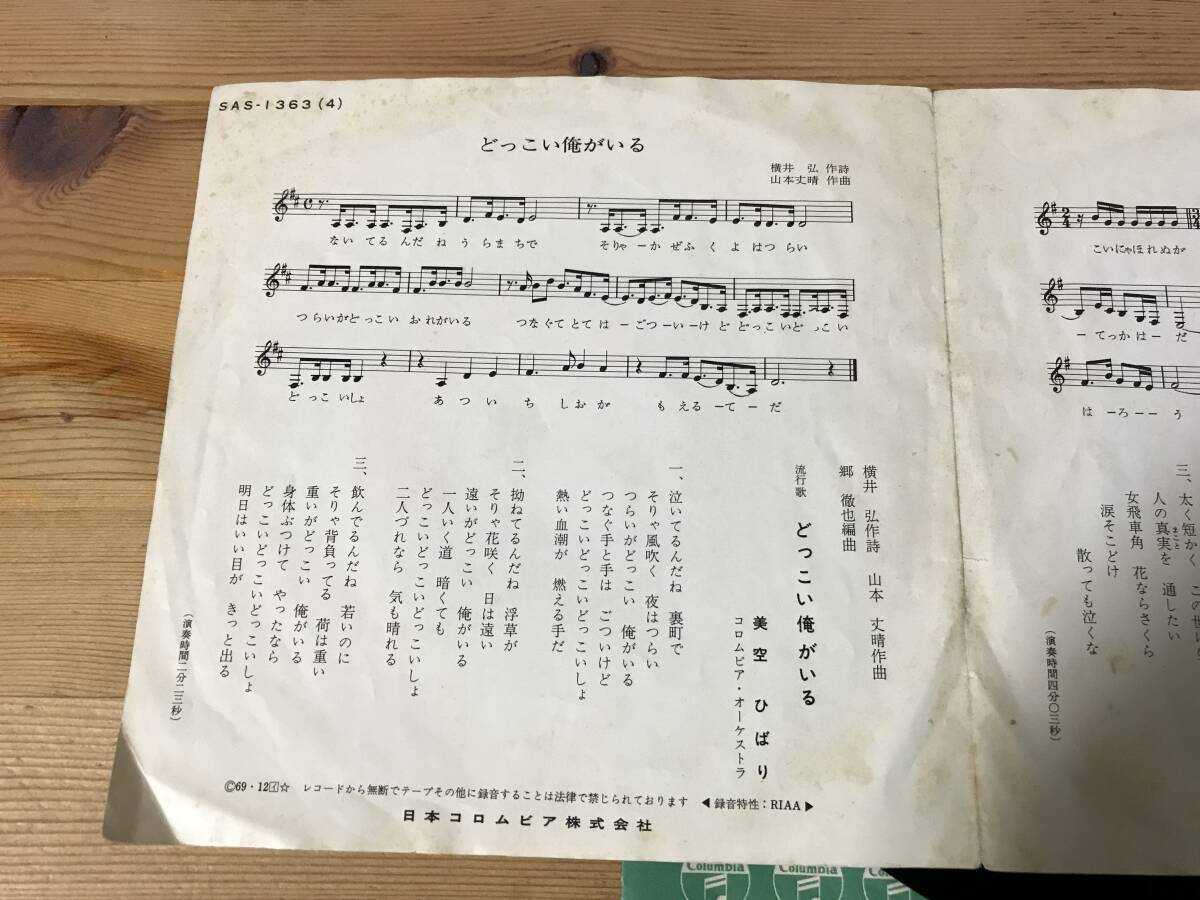 SAS-1363(4)
どっこい俺がいる
横井 弘 作詩
山本丈晴 作曲
ないてるんだねうらまちで そりゃーかぜふくよはつらい
つらいがどっこいおれがいる つなぐてとてはーごつーいーけどどっこいどっこい
どっこいしょ あついちしおが もえるーてーだ
横井 弘作詩 山本 丈晴作曲
郷 徹也編曲
流行歌 どっこい俺がいる
美空ひばり
コロムビア・オーケストラ
一、泣いてるんだね 裏町で
そりゃ風吹く 夜はつらい
つらいがどっこい 俺がいる
つなぐ手と手は ごついけど
どっこいどっこいどっこいしょ
熱い血潮が 燃える手だ
二、拗ねてるんだね 浮草が
そりゃ花咲く 日は遠い
遠いがどっこい 俺がいる
一人いく道 暗くても
どっこいどっこいどっこいしょ
二人づれなら 気も晴れる
三、飲んでるんだね 若いのに
そりゃ背負ってる 荷は重い
重いがどっこい 俺がいる
身体ぶつけて やったなら
どっこいどっこいどっこいしょ
明日はいい日が きっと出る
(演奏時間二分二三秒)
©69・12イ☆ レコードから無断でテープその他に録音することは法律で禁じられております ◀録音特性:RIAA▶
日本コロムビア株式会社
こいにゃほれぬが
ーてっかはーだ
はーろーーう
三、太く短かく この世
人の真実を 通したい
まこと
女飛車角 花ならさくら
涙そこどけ 散っても泣くな
(演奏時間四分〇三秒)
Columbia
Columbia